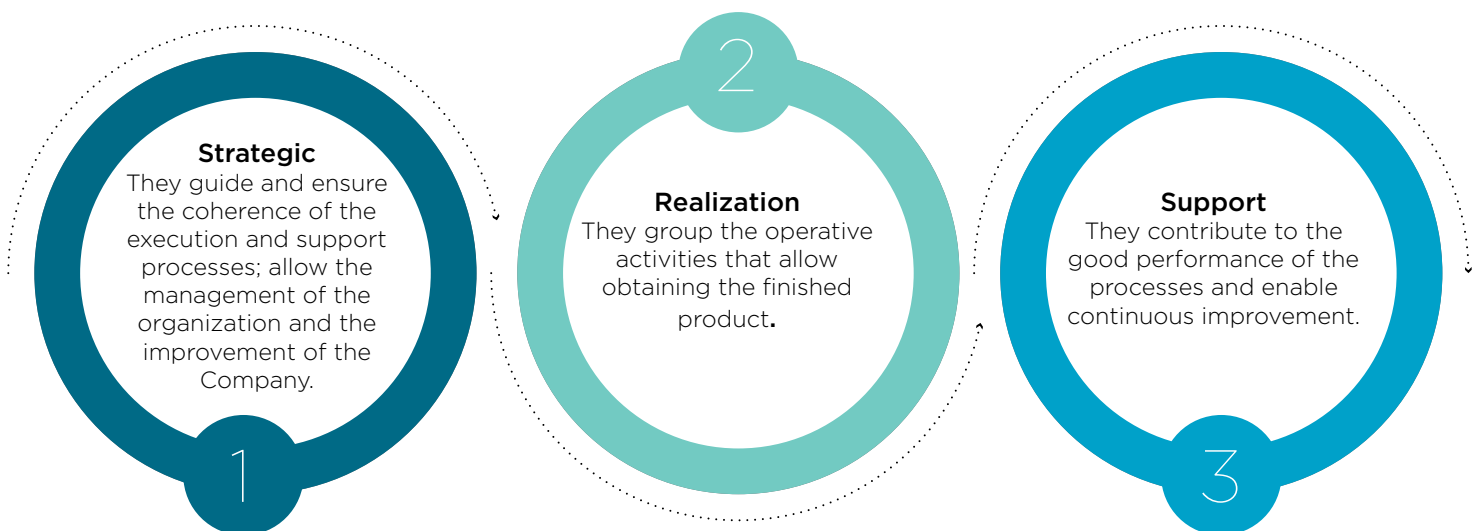 1
Strategic
They guide and ensure
the coherence of the
execution and support
processes; allow the
management of the
organization and the
improvement of the
Company.
2
Realization
They group the operative
activities that allow
obtaining the finished
product.
3
Support
They contribute to the
good performance of the
processes and enable
continuous improvement.